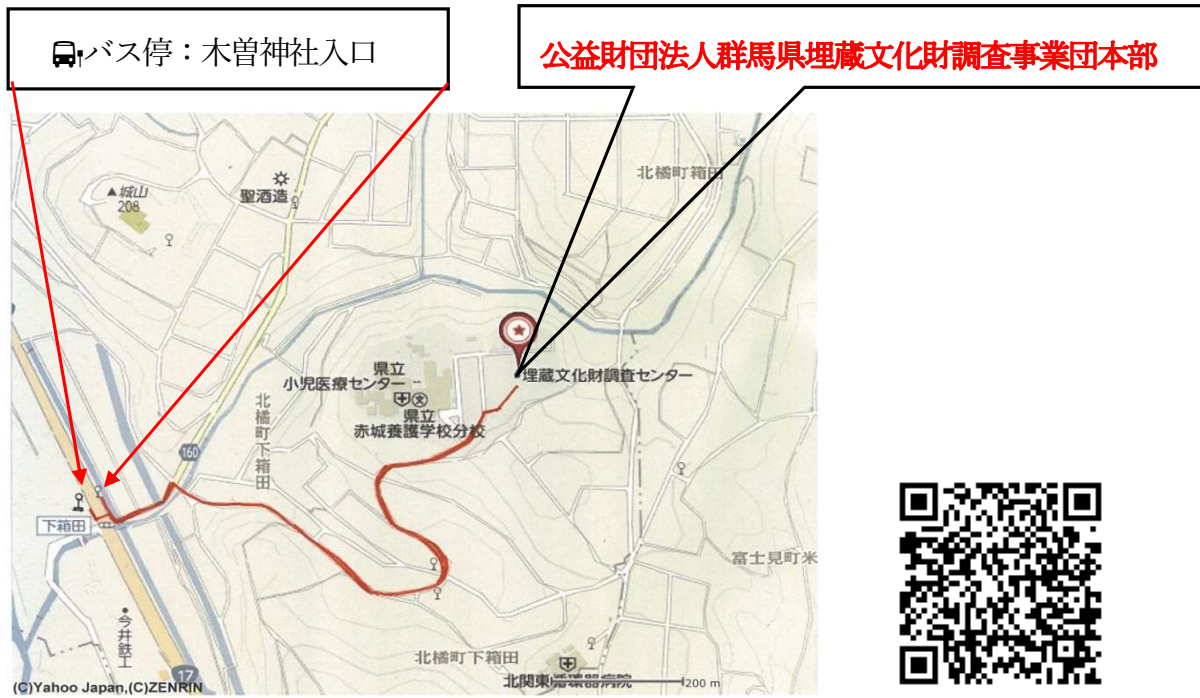 バス停：木曽神社入口
公益財団法人群馬県埋蔵文化財調査事業団本部
北橘町箱田
▲城山
208
聖酒造
県立
小児医療センター
埋蔵文化財調査センター
県立
赤城養護学校分校
北橘町下箱田
160
下箱田
富士見町米
今井鉄工
17
北橘町下箱田
北関東循環器病院
200 m
(C)Yahoo Japan,(C)ZENRIN